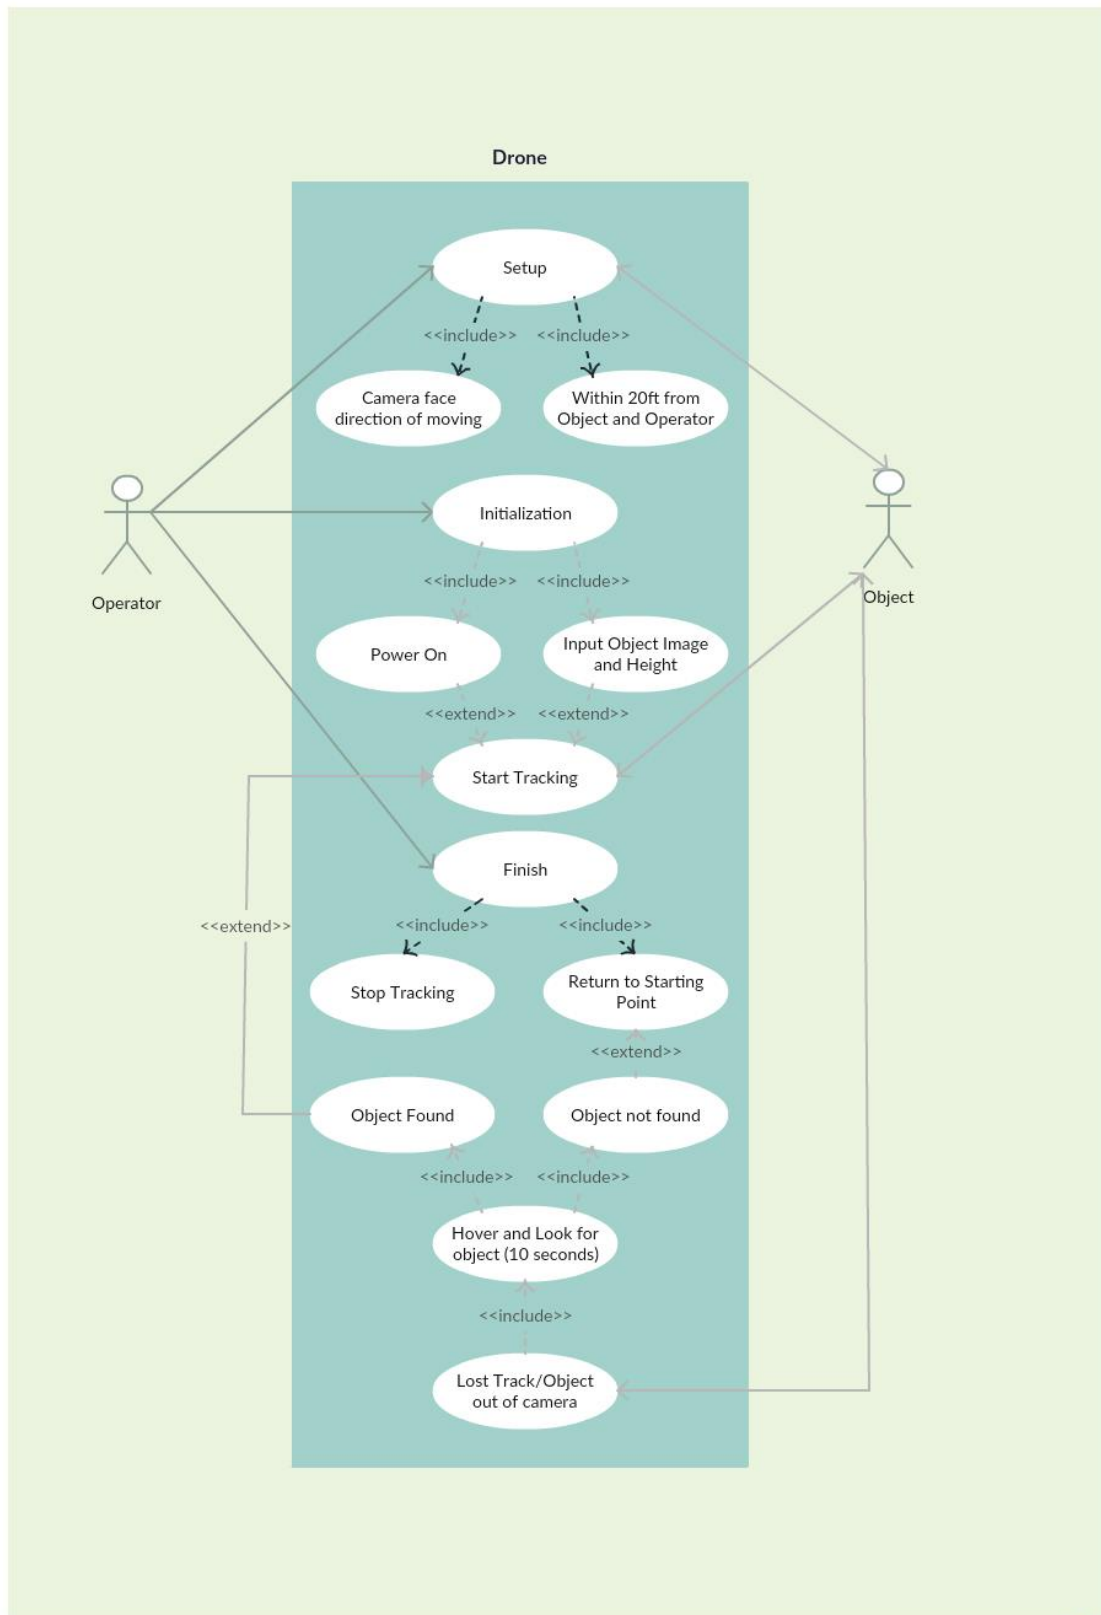 Drone
Setup
<<include>> <<include>>
Camera face
direction of moving
Within 20ft from
Object and Operator
Initialization
Operator
Object
<<include>> <<include>>
Power On
Input Object Image
and Height
<<extend>> <<extend>>
Start Tracking
Finish
<<extend>>
<<include>> <<include>>
Stop Tracking
Return to Starting
Point
<<extend>>
Object Found
Object not found
<<include>> <<include>>
Hover and Look for
object (10 seconds)
<<include>>
Lost Track/Object
out of camera